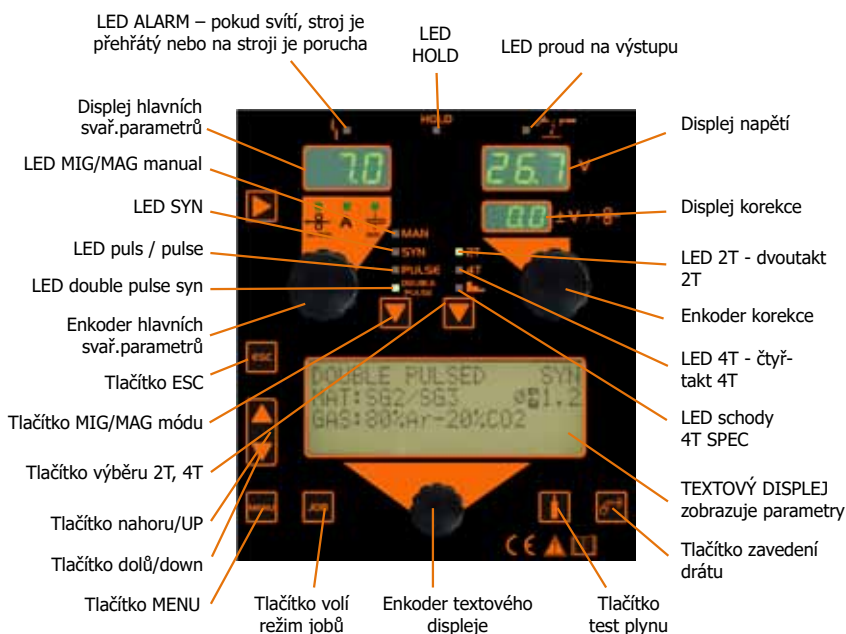 LED ALARM – pokud svítí, stroj je
přehřátý nebo na stroji je porucha
LED
HOLD
LED proud na výstupu
Displej hlavních
svař.parametrů
LED MIG/MAG manual
LED SYN
LED puls / pulse
LED double pulse syn
Enkoder hlavních
svař.parametrů
Tlačítko ESC
Tlačítko MIG/MAG módu
Tlačítko výběru 2T, 4T
Tlačítko nahoru/UP
Tlačítko dolů/down
Tlačítko MENU
HOLD
7.0
26.7 V
0.0 ±V
MAN
SYN
PULSE
DOUBLE
PULSE
2T
4T
ESC
DOUBLE PULSED SYN
MAT:SG2/SG3 ø 1.2
GAS:80%Ar-20%CO2
MENU
JOB
CE
Displej napětí
Displej korekce
LED 2T - dvoutakt
2T
Enkoder korekce
LED 4T - čtyř-
takt 4T
LED schody
4T SPEC
TEXTOVÝ DISPLEJ
zobrazuje parametry
Tlačítko zavedení
drátu
Tlačítko volí
režim jobů
Enkoder textového
displeje
Tlačítko
test plynu